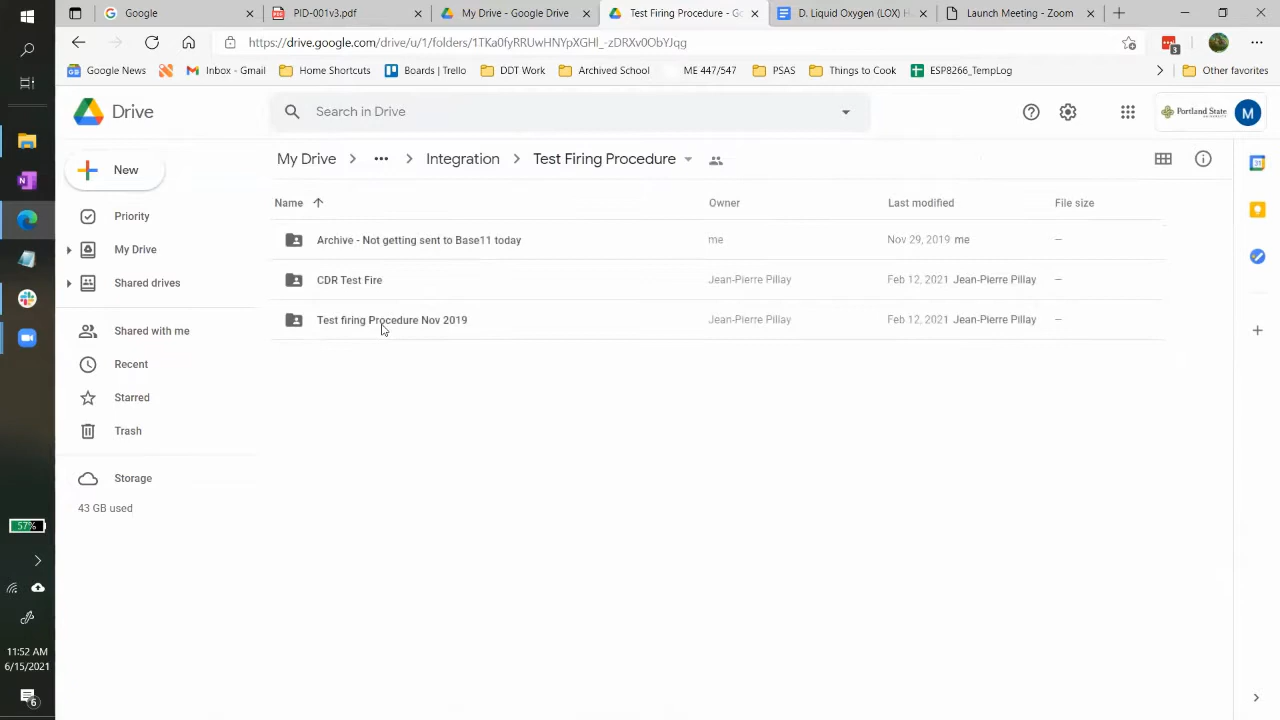 Google
PID-001v3.pdf
My Drive - Google Drive
Test Firing Procedure - Go
D. Liquid Oxygen (LOX) H
Launch Meeting - Zoom
https://drive.google.com/drive/u/1/folders/1TKa0fyRRUwHNYpXGHl_-zDRXv0ObYJqg
3
Google News
Inbox - Gmail
Home Shortcuts
Boards | Trello
DDT Work
Archived School
ME 447/547
PSAS
Things to Cook
ESP8266_TempLog
Other favorites
Drive
Search in Drive
Portland State
M
New
My Drive
Integration
Test Firing Procedure
Priority
My Drive
Shared drives
Shared with me
Recent
Starred
Trash
Storage
43 GB used
Name
Owner
Last modified
File size
Archive - Not getting sent to Base11 today
me
Nov 29, 2019 me
–
CDR Test Fire
Jean-Pierre Pillay
Feb 12, 2021 Jean-Pierre Pillay
–
Test firing Procedure Nov 2019
Jean-Pierre Pillay
Feb 12, 2021 Jean-Pierre Pillay
–
31
57%
11:52 AM
6/15/2021
6